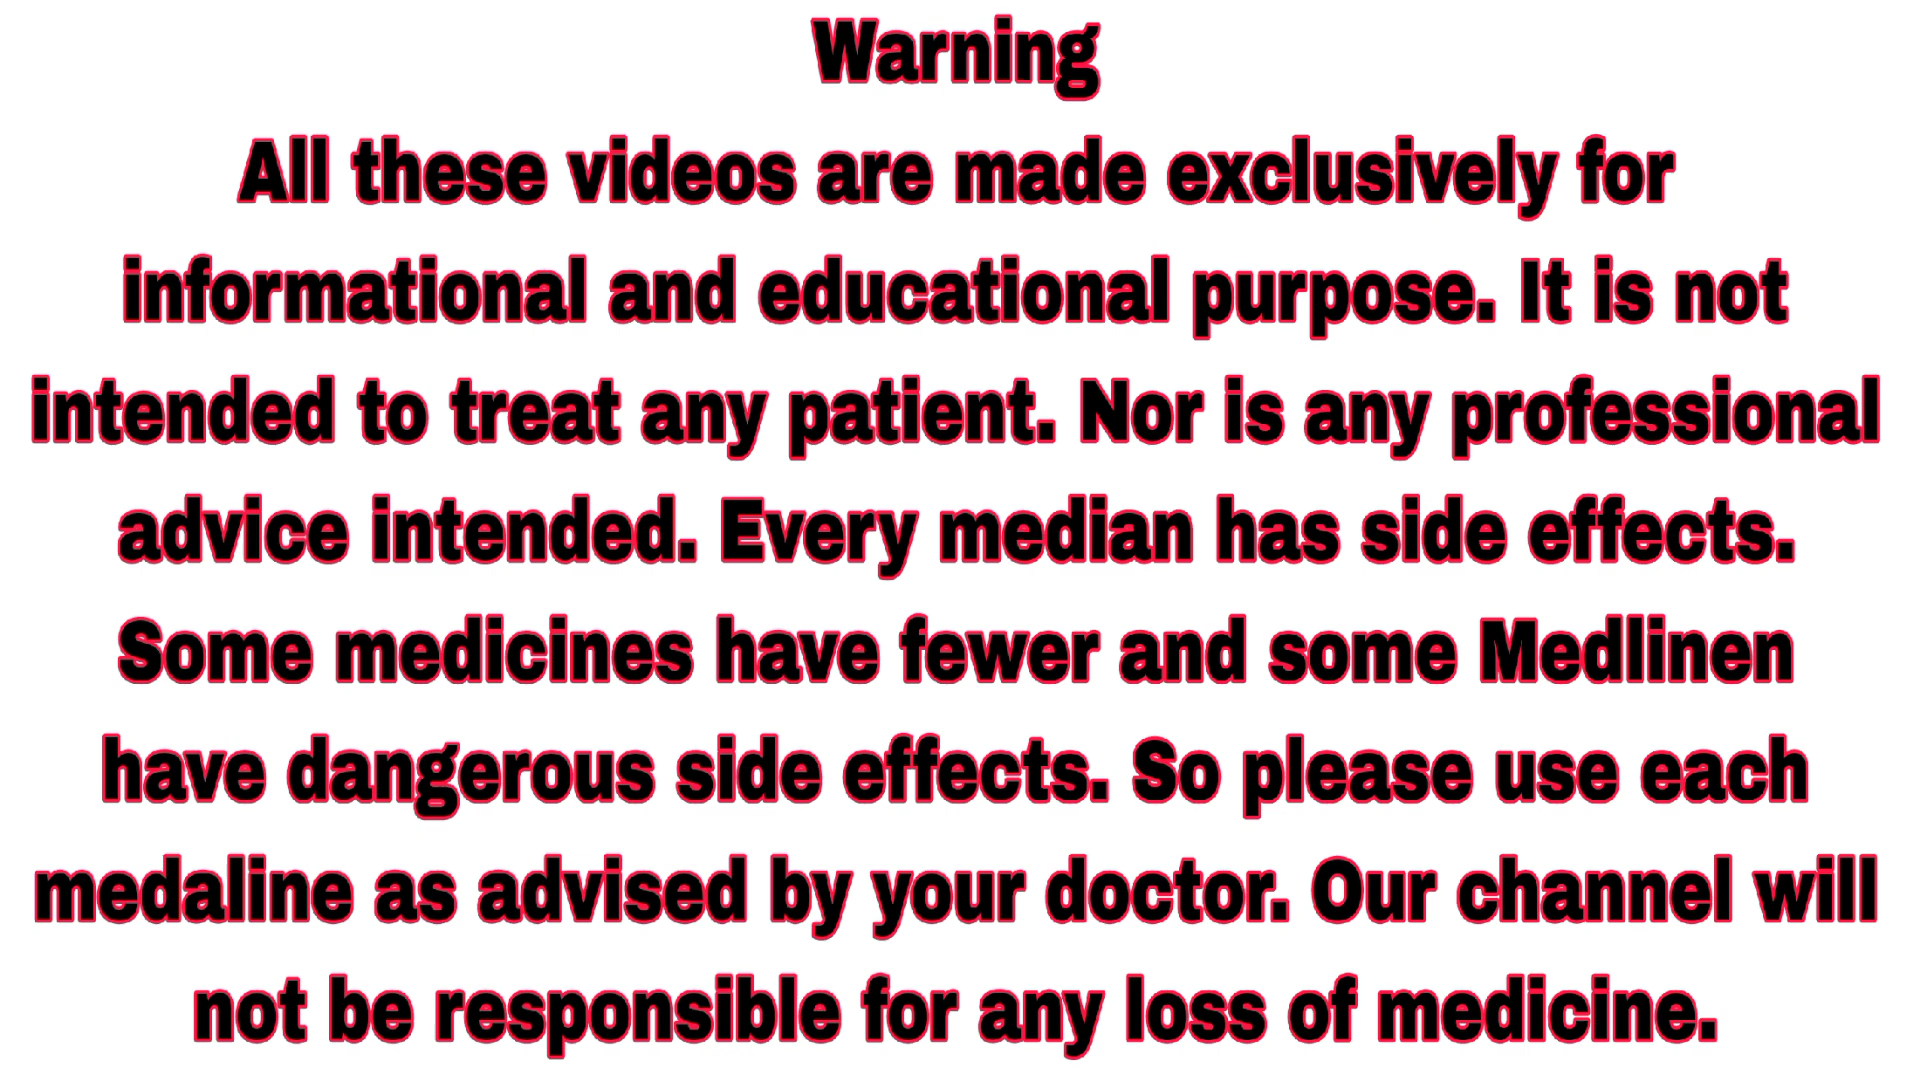 Warning
All these videos are made exclusively for
informational and educational purpose. It is not
intended to treat any patient. Nor is any professional
advice intended. Every median has side effects.
Some medicines have fewer and some Medlinen
have dangerous side effects. So please use each
medaline as advised by your doctor. Our channel will
not be responsible for any loss of medicine.